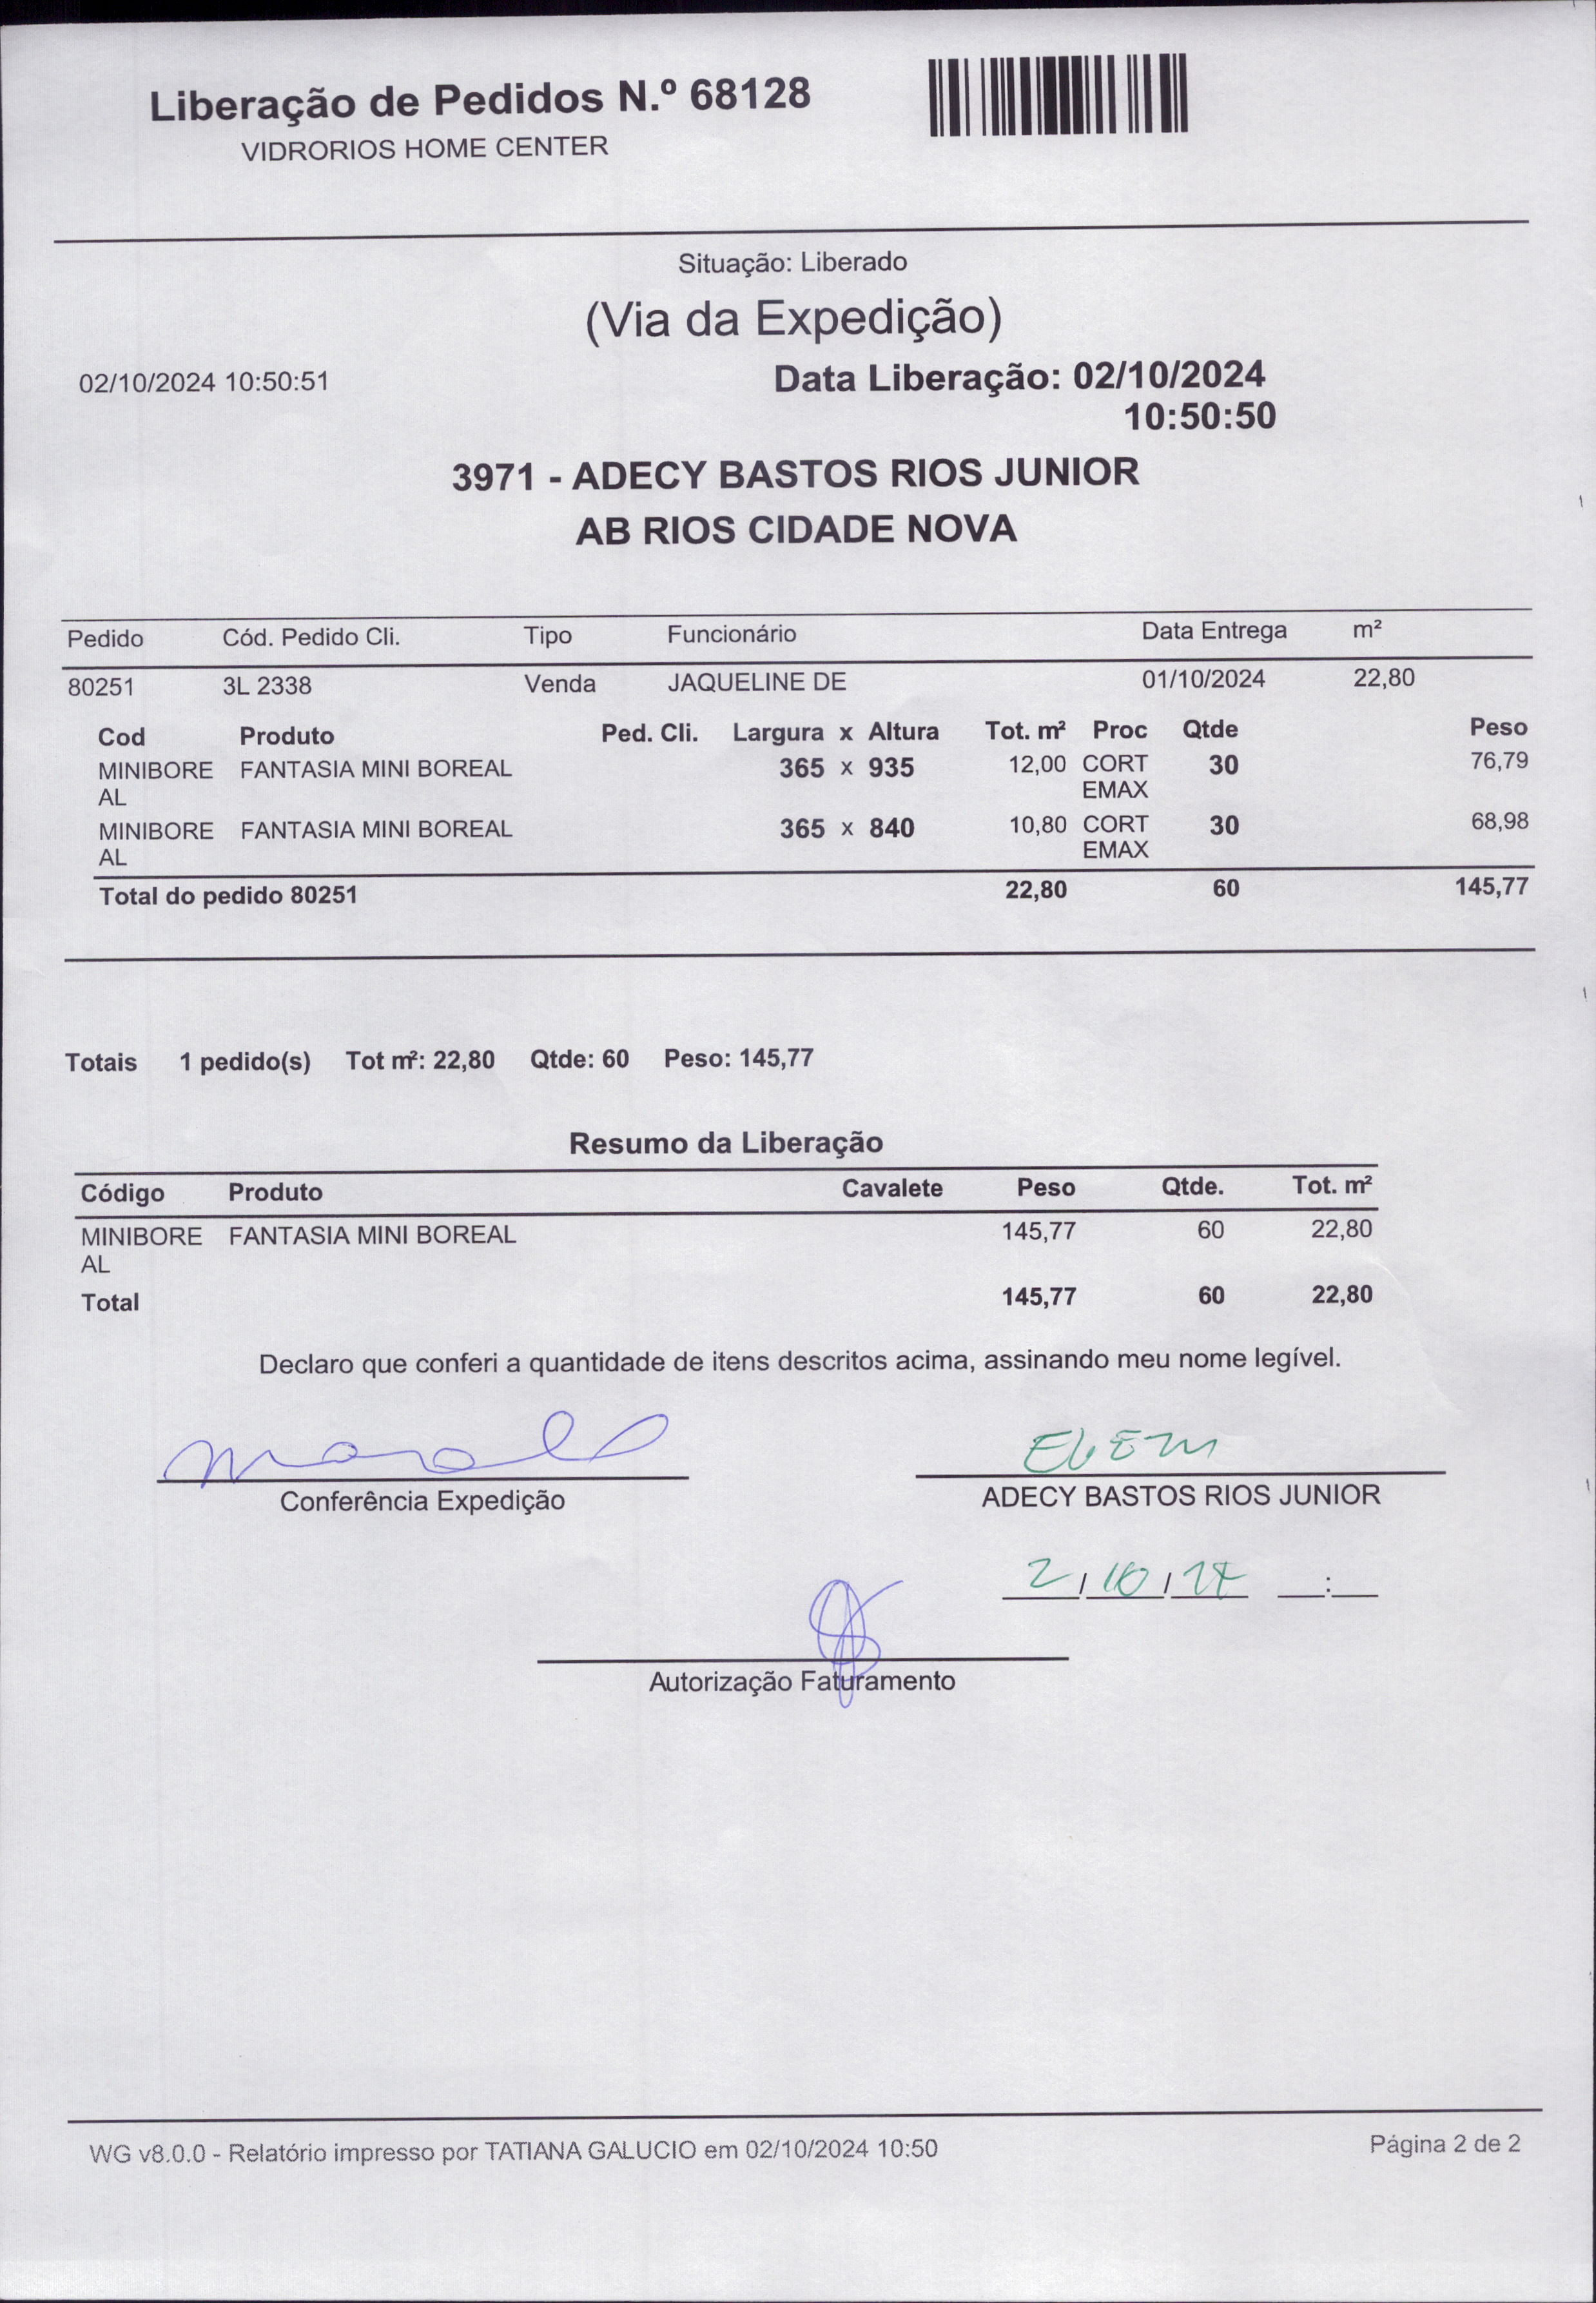 Liberação de Pedidos N.º 68128
VIDRORIOS HOME CENTER
Situação: Liberado
(Via da Expedição)
02/10/2024 10:50:51
Data Liberação: 02/10/2024
10:50:50
3971 - ADECY BASTOS RIOS JUNIOR
AB RIOS CIDADE NOVA
Pedido Cód. Pedido Cli. Tipo Funcionário Data Entrega m²
80251 3L 2338 Venda JAQUELINE DE 01/10/2024 22,80
Cod Produto Ped. Cli. Largura x Altura Tot. m² Proc Qtde Peso
MINIBORE FANTASIA MINI BOREAL 365 x 935 12,00 CORT 30 76,79
AL EMAX
MINIBORE FANTASIA MINI BOREAL 365 x 840 10,80 CORT 30 68,98
AL EMAX
Total do pedido 80251 22,80 60 145,77
Totais 1 pedido(s) Tot m²: 22,80 Qtde: 60 Peso: 145,77
Resumo da Liberação
Código Produto Cavalete Peso Qtde. Tot. m²
MINIBORE FANTASIA MINI BOREAL 145,77 60 22,80
AL
Total 145,77 60 22,80
Declaro que conferi a quantidade de itens descritos acima, assinando meu nome legível.
Conferência Expedição
ADECY BASTOS RIOS JUNIOR
2/10/24 :
Autorização Faturamento
WG v8.0.0 - Relatório impresso por TATIANA GALUCIO em 02/10/2024 10:50
Página 2 de 2